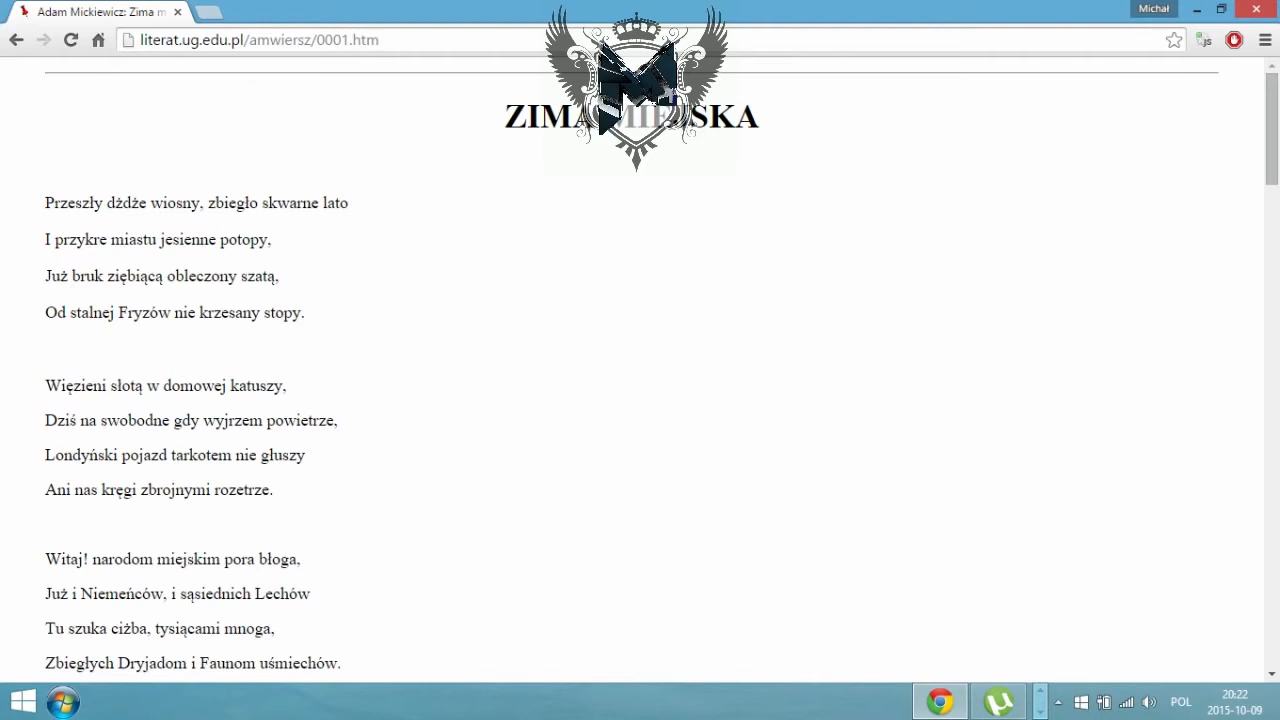 Adam Mickiewicz: Zima m
Michał
literat.ug.edu.pl/amwiersz/0001.htm
js
ZIMA MIEJSKA
Przeszły dżdże wiosny, zbiegło skwarne lato
I przykre miastu jesienne potopy,
Już bruk ziębiącą obleczony szatą,
Od stalnej Fryzów nie krzesany stopy.
Więzieni słotą w domowej katuszy,
Dziś na swobodne gdy wyjrzem powietrze,
Londyński pojazd tarkotem nie głuszy
Ani nas kręgi zbrojnymi rozetrze.
Witaj! narodom miejskim pora błoga,
Już i Niemeńców, i sąsiednich Lechów
Tu szuka ciżba, tysiącami mnoga,
Zbiegłych Dryjadom i Faunom uśmiechów.
POL
20:22
2015-10-09